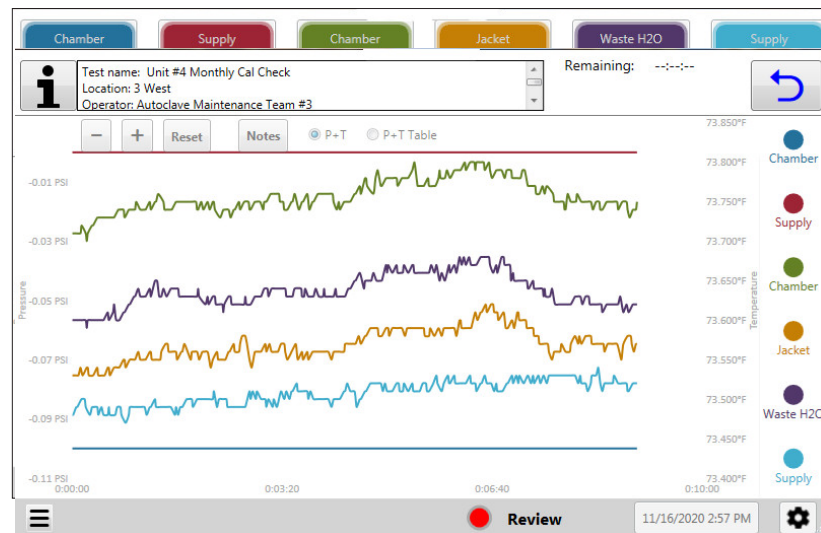 Chamber Supply Chamber Jacket Waste H2O Supply
i
Test name: Unit #4 Monthly Cal Check
Location: 3 West
Operator: Autoclave Maintenance Team #3
Remaining: --:--:--
− + Reset Notes P+T P+T Table
-0.01 PSI
-0.03 PSI
-0.05 PSI
-0.07 PSI
-0.09 PSI
-0.11 PSI
Pressure
0:00:00 0:03:20 0:06:40 0:10:00
73.850°F
73.800°F
73.750°F
73.700°F
73.650°F
73.600°F
73.550°F
73.500°F
73.450°F
73.400°F
Temperature
Chamber
Supply
Chamber
Jacket
Waste H2O
Supply
Review
11/16/2020 2:57 PM